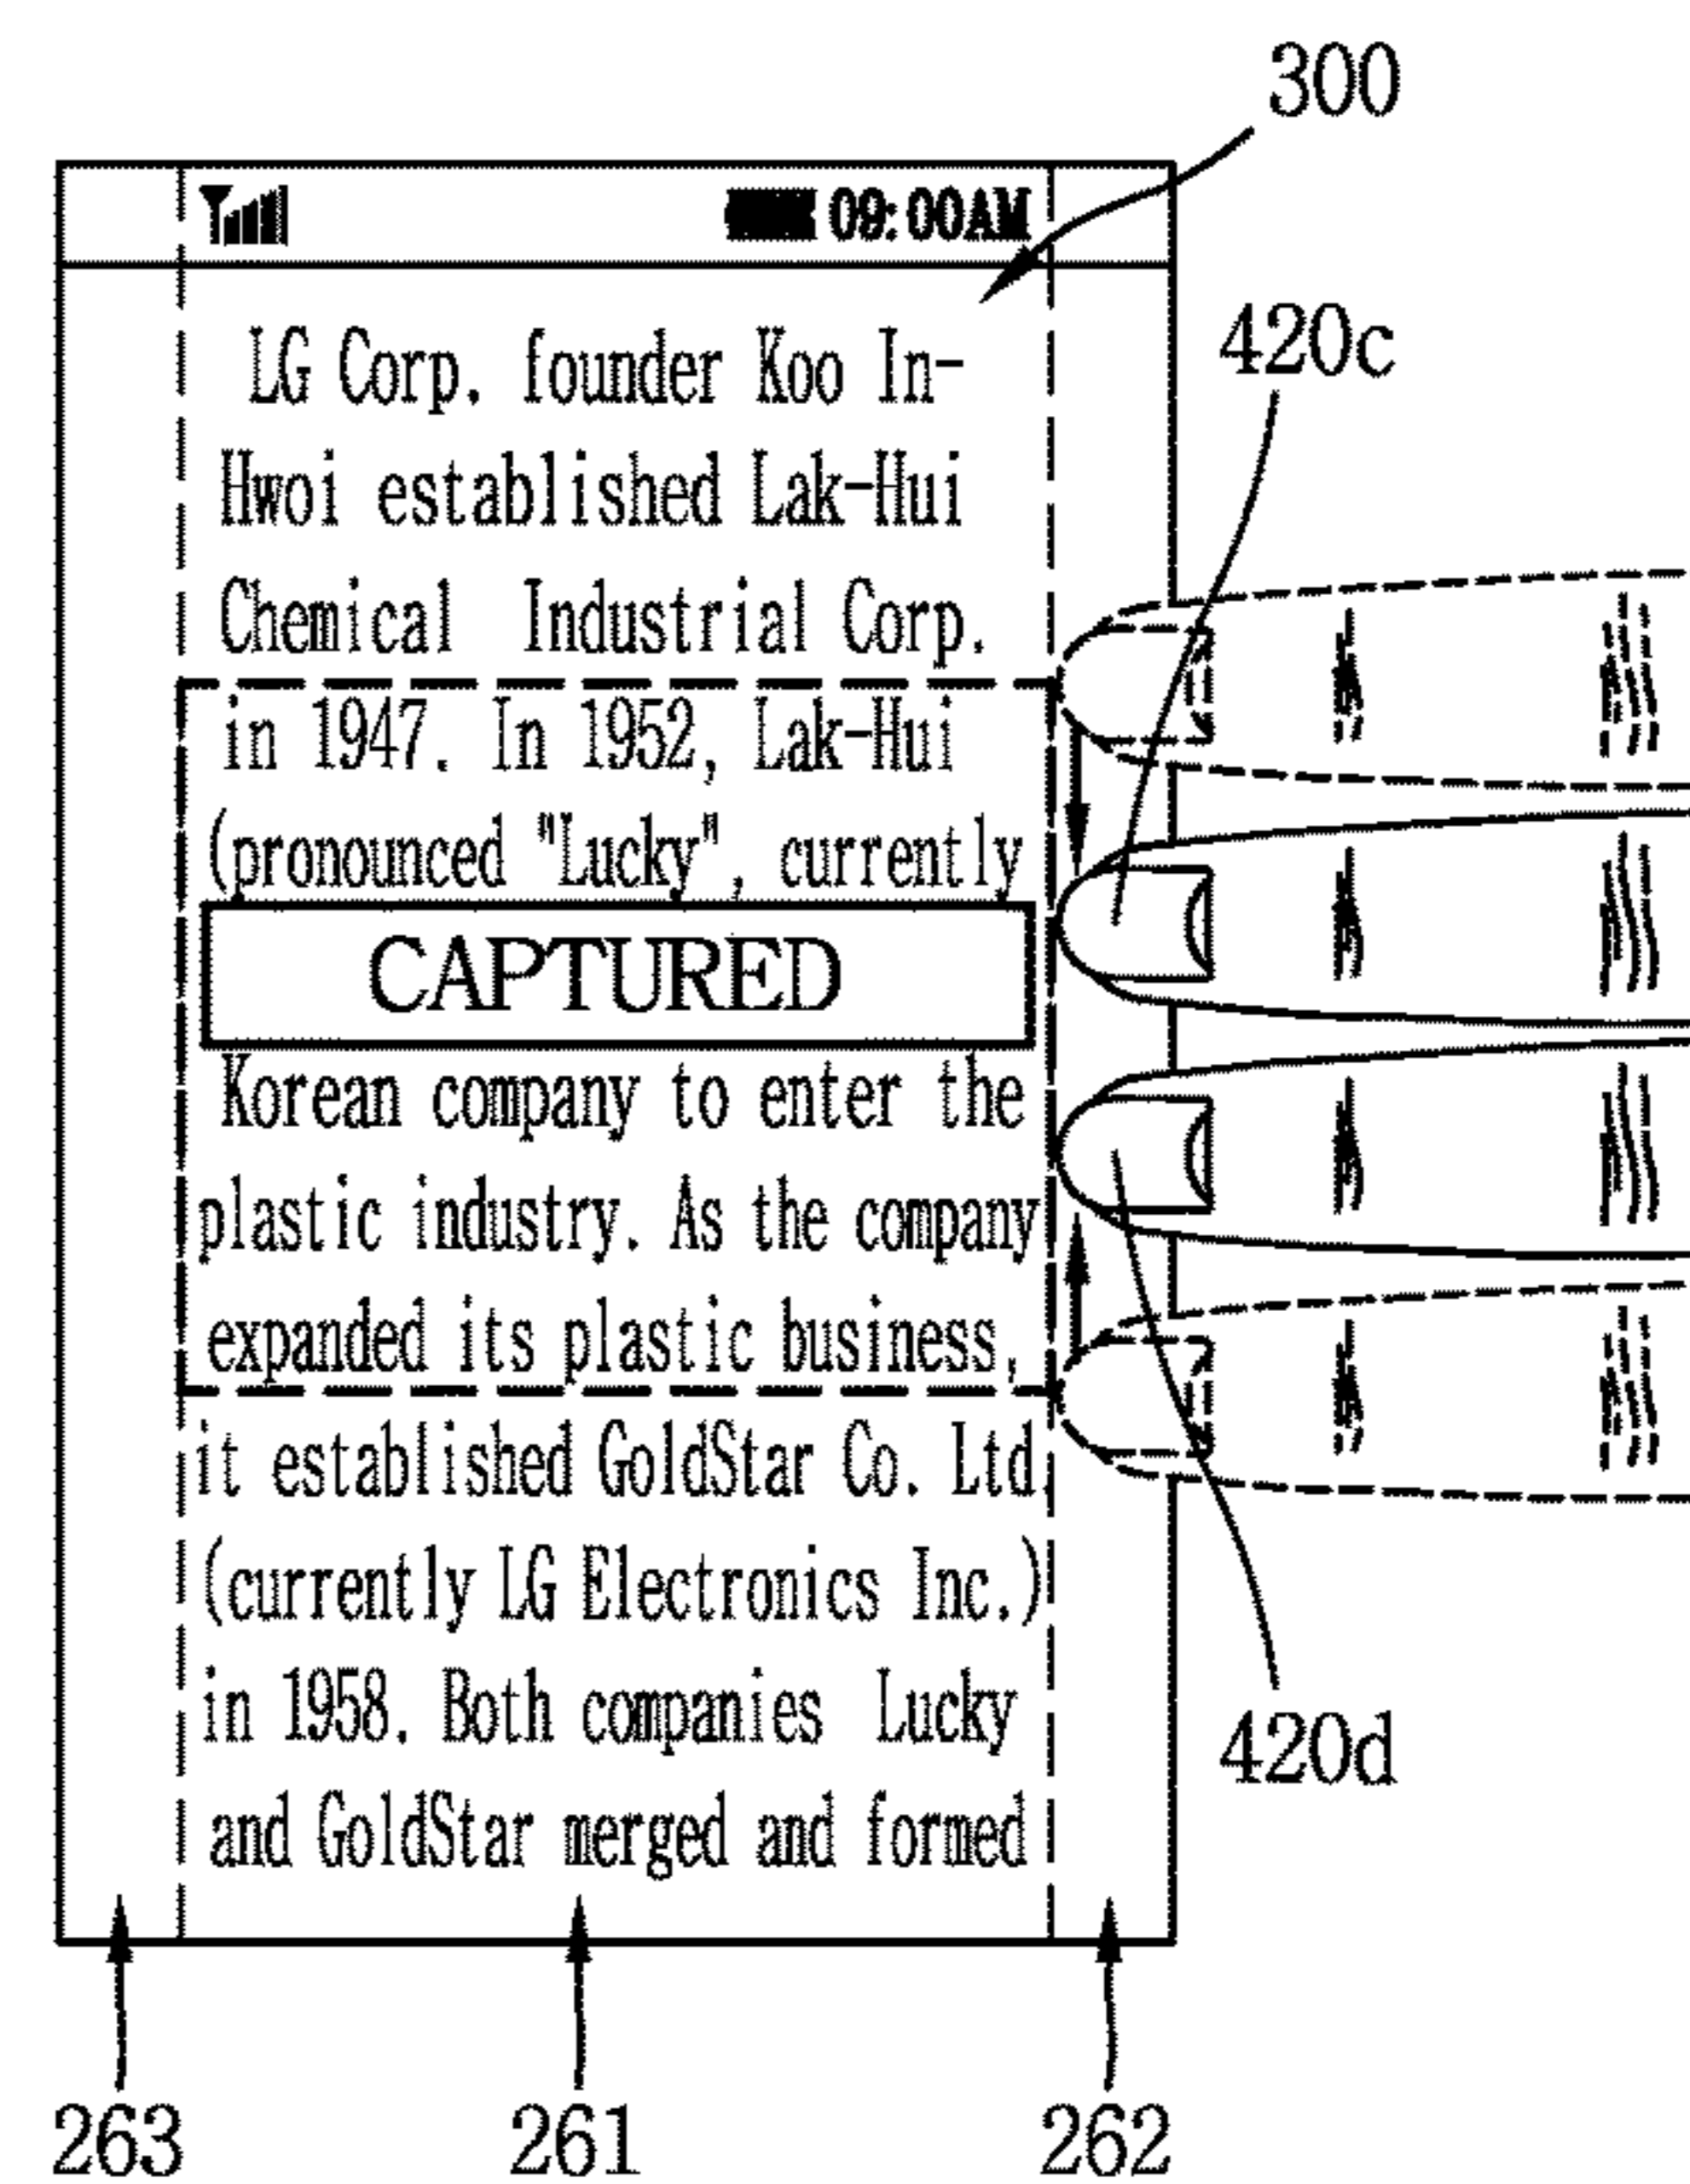 300
09:00AM
420c
LG Corp. founder Koo In-
Hwoi established Lak-Hui
Chemical Industrial Corp.
in 1947. In 1952, Lak-Hui
(pronounced "Lucky", currently
CAPTURED
Korean company to enter the
plastic industry. As the company
expanded its plastic business,
it established GoldStar Co. Ltd.
(currently LG Electronics Inc.)
in 1958. Both companies Lucky
420d
and GoldStar merged and formed
263 261 262